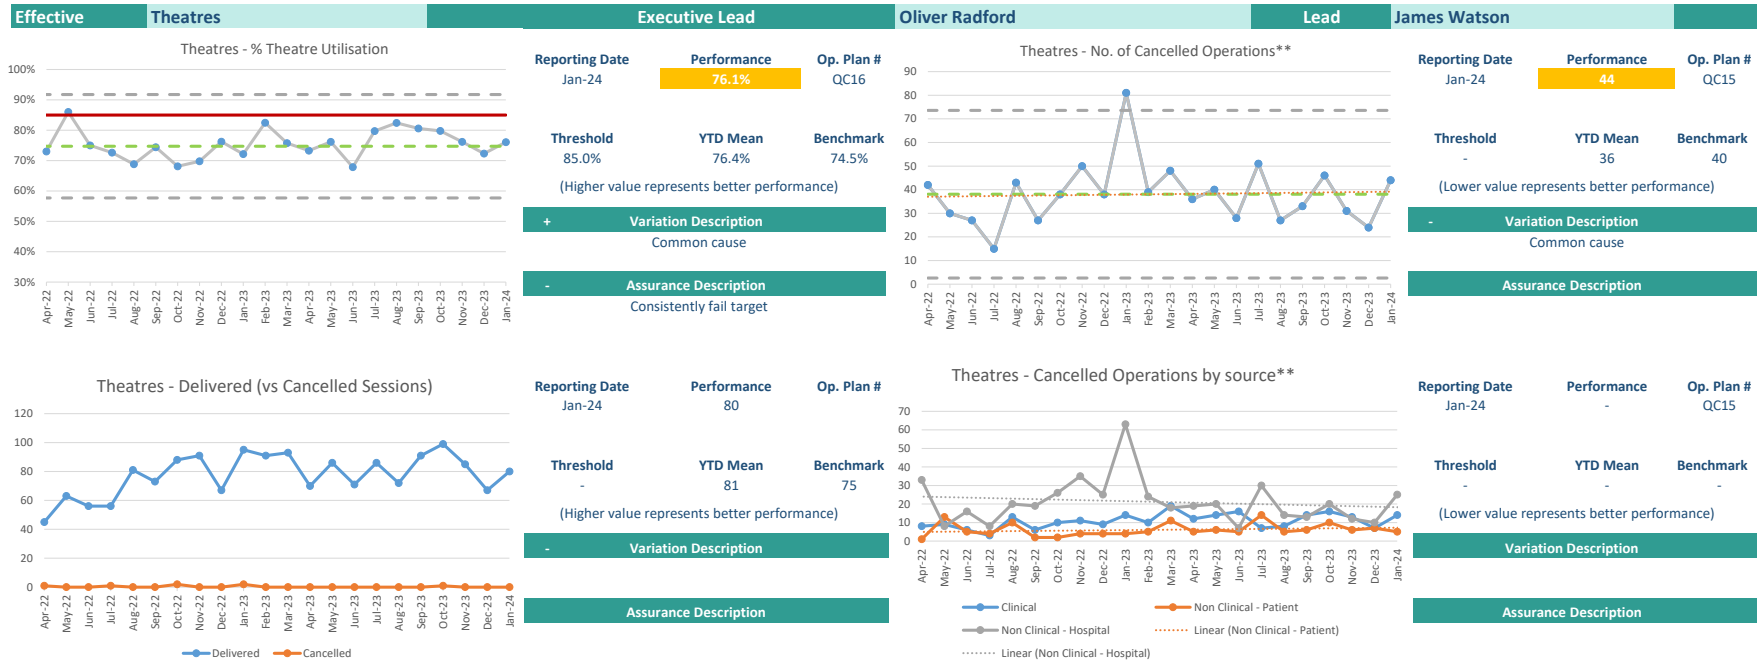 Effective Theatres Executive Lead Oliver Radford Lead James Watson
Theatres - % Theatre Utilisation
100%
90%
80%
70%
60%
50%
40%
30%
Apr-22 May-22 Jun-22 Jul-22 Aug-22 Sep-22 Oct-22 Nov-22 Dec-22 Jan-23 Feb-23 Mar-23 Apr-23 May-23 Jun-23 Jul-23 Aug-23 Sep-23 Oct-23 Nov-23 Dec-23 Jan-24
Reporting Date Performance Op. Plan #
Jan-24 76.1% QC16
Threshold YTD Mean Benchmark
85.0% 76.4% 74.5%
(Higher value represents better performance)
+ Variation Description
Common cause
- Assurance Description
Consistently fail target
Theatres - No. of Cancelled Operations**
90
80
70
60
50
40
30
20
10
0
Apr-22 May-22 Jun-22 Jul-22 Aug-22 Sep-22 Oct-22 Nov-22 Dec-22 Jan-23 Feb-23 Mar-23 Apr-23 May-23 Jun-23 Jul-23 Aug-23 Sep-23 Oct-23 Nov-23 Dec-23 Jan-24
Reporting Date Performance Op. Plan #
Jan-24 44 QC15
Threshold YTD Mean Benchmark
- 36 40
(Lower value represents better performance)
- Variation Description
Common cause
Assurance Description
Theatres - Delivered (vs Cancelled Sessions)
120
100
80
60
40
20
0
Apr-22 May-22 Jun-22 Jul-22 Aug-22 Sep-22 Oct-22 Nov-22 Dec-22 Jan-23 Feb-23 Mar-23 Apr-23 May-23 Jun-23 Jul-23 Aug-23 Sep-23 Oct-23 Nov-23 Dec-23 Jan-24
Delivered Cancelled
Reporting Date Performance Op. Plan #
Jan-24 80
Threshold YTD Mean Benchmark
- 81 75
(Higher value represents better performance)
- Variation Description
Assurance Description
Theatres - Cancelled Operations by source**
70
60
50
40
30
20
10
0
Apr-22 May-22 Jun-22 Jul-22 Aug-22 Sep-22 Oct-22 Nov-22 Dec-22 Jan-23 Feb-23 Mar-23 Apr-23 May-23 Jun-23 Jul-23 Aug-23 Sep-23 Oct-23 Nov-23 Dec-23 Jan-24
Clinical Non Clinical - Patient
Non Clinical - Hospital Linear (Non Clinical - Patient)
Linear (Non Clinical - Hospital)
Reporting Date Performance Op. Plan #
Jan-24 - QC15
Threshold YTD Mean Benchmark
- - -
(Lower value represents better performance)
Variation Description
Assurance Description